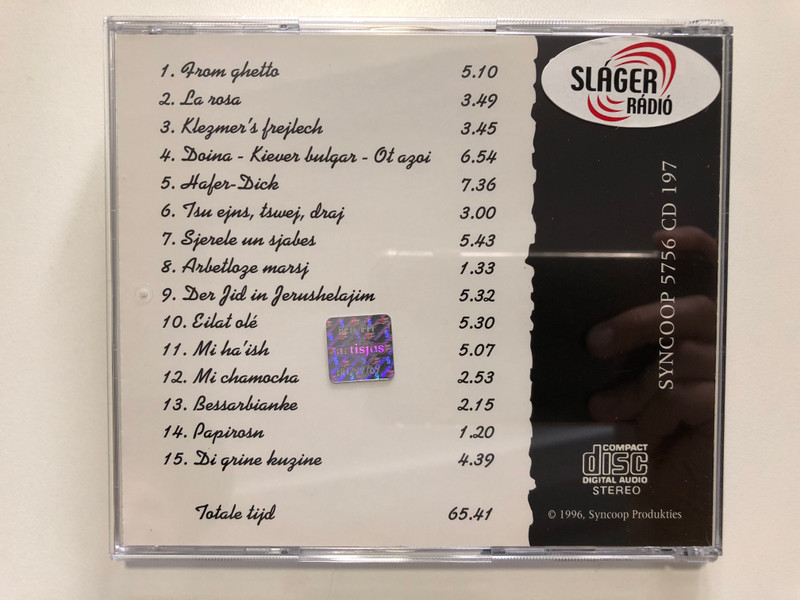 1. From ghetto 5.10
2. La rosa 3.49
3. Klezmer's frejlech 3.45
4. Doina - Kiever bulgar - Ot azoi 6.54
5. Hafer-Dick 7.36
6. Tsu ejns, tswej, draj 3.00
7. Sjerele un sjabes 5.43
8. Arbetloze marsj 1.33
9. Der Jid in Jerushelajim 5.32
10. Eilat olé 5.30
11. Mi ha'ish 5.07
12. Mi chamocha 2.53
13. Bessarbianke 2.15
14. Papirosn 1.20
15. Di grine kuzine 4.39
Totale tijd 65.41
artisjus
SLÁGER
RÁDIÓ
SYNCOOP 5756 CD 197
COMPACT
disc
DIGITAL AUDIO
STEREO
© 1996, Syncoop Produkties